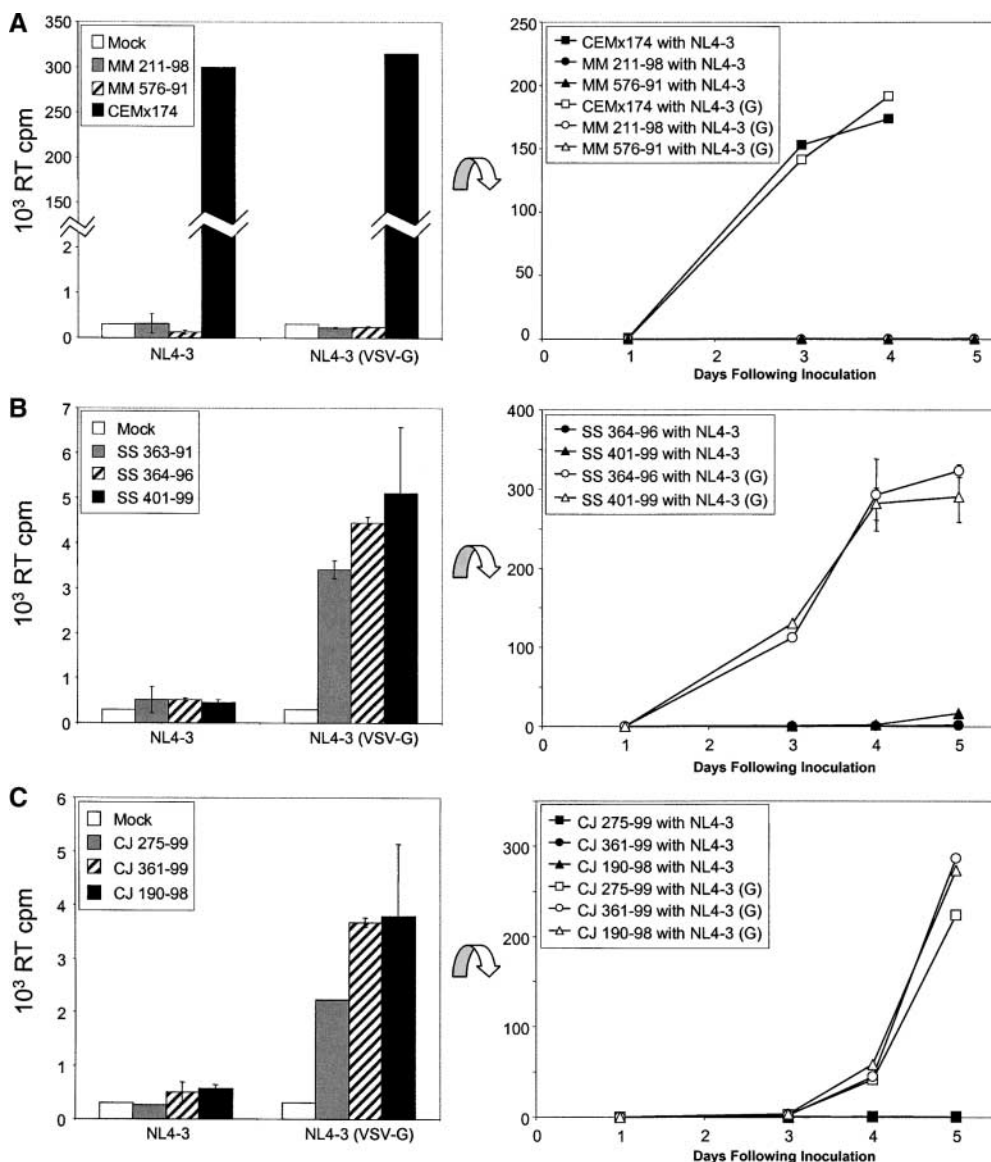 A
10³ RT cpm
350
300
250
200
150
2
1
0
Mock
MM 211-98
MM 576-91
CEMx174
NL4-3
NL4-3 (VSV-G)
250
200
150
100
50
0
CEMx174 with NL4-3
MM 211-98 with NL4-3
MM 576-91 with NL4-3
CEMx174 with NL4-3 (G)
MM 211-98 with NL4-3 (G)
MM 576-91 with NL4-3 (G)
0 1 2 3 4 5
Days Following Inoculation
B
10³ RT cpm
7
6
5
4
3
2
1
0
Mock
SS 363-91
SS 364-96
SS 401-99
NL4-3
NL4-3 (VSV-G)
400
300
200
100
0
SS 364-96 with NL4-3
SS 401-99 with NL4-3
SS 364-96 with NL4-3 (G)
SS 401-99 with NL4-3 (G)
0 1 2 3 4 5
Days Following Inoculation
C
10³ RT cpm
6
5
4
3
2
1
0
Mock
CJ 275-99
CJ 361-99
CJ 190-98
NL4-3
NL4-3 (VSV-G)
300
200
100
0
CJ 275-99 with NL4-3
CJ 361-99 with NL4-3
CJ 190-98 with NL4-3
CJ 275-99 with NL4-3 (G)
CJ 361-99 with NL4-3 (G)
CJ 190-98 with NL4-3 (G)
0 1 2 3 4 5
Days Following Inoculation